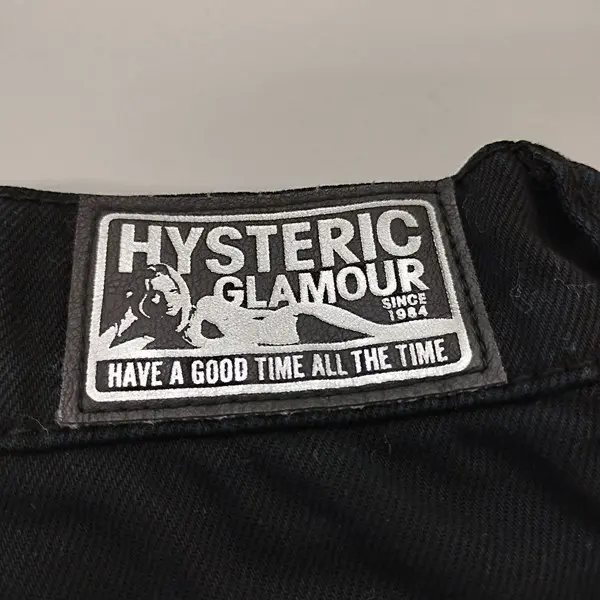 HYSTERIC
GLAMOUR
SINCE
1984
HAVE A GOOD TIME ALL THE TIME